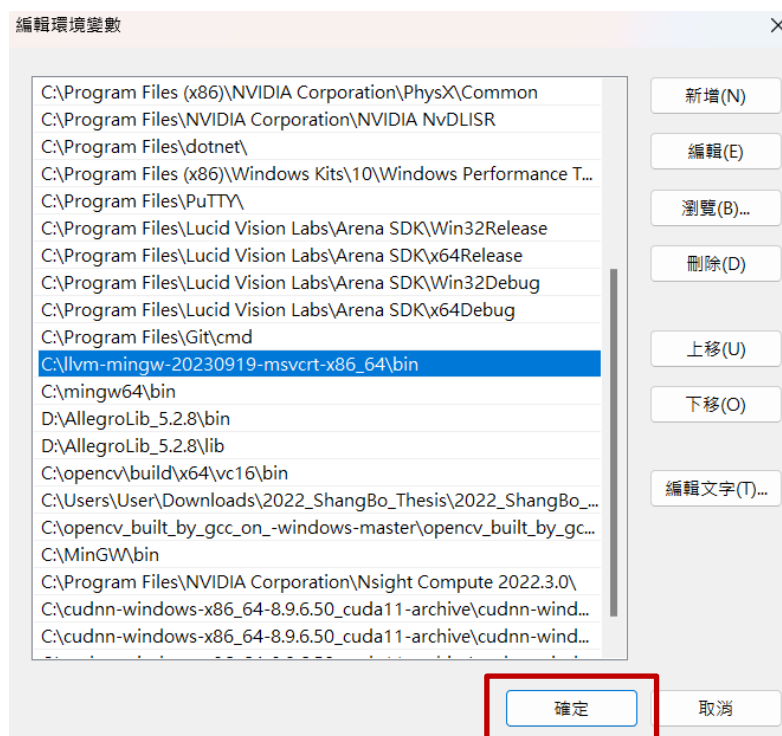 編輯環境變數
C:\Program Files (x86)\NVIDIA Corporation\PhysX\Common
C:\Program Files\NVIDIA Corporation\NVIDIA NvDLISR
C:\Program Files\dotnet\
C:\Program Files (x86)\Windows Kits\10\Windows Performance T...
C:\Program Files\PuTTY\
C:\Program Files\Lucid Vision Labs\Arena SDK\Win32Release
C:\Program Files\Lucid Vision Labs\Arena SDK\x64Release
C:\Program Files\Lucid Vision Labs\Arena SDK\Win32Debug
C:\Program Files\Lucid Vision Labs\Arena SDK\x64Debug
C:\Program Files\Git\cmd
C:\llvm-mingw-20230919-msvcrt-x86_64\bin
C:\mingw64\bin
D:\AllegroLib_5.2.8\bin
D:\AllegroLib_5.2.8\lib
C:\opencv\build\x64\vc16\bin
C:\Users\User\Downloads\2022_ShangBo_Thesis\2022_ShangBo_...
C:\opencv_built_by_gcc_on_-windows-master\opencv_built_by_gc...
C:\MinGW\bin
C:\Program Files\NVIDIA Corporation\Nsight Compute 2022.3.0\
C:\cudnn-windows-x86_64-8.9.6.50_cuda11-archive\cudnn-wind...
C:\cudnn-windows-x86_64-8.9.6.50_cuda11-archive\cudnn-wind...
新增(N)
編輯(E)
瀏覽(B)...
刪除(D)
上移(U)
下移(O)
編輯文字(T)...
確定
取消